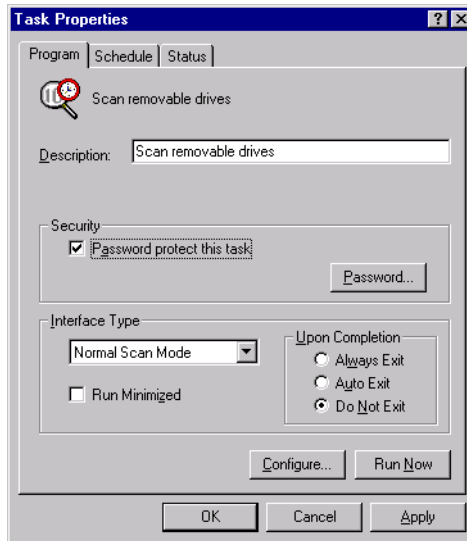 Task Properties
Program Schedule Status
Scan removable drives
Description: Scan removable drives
Security
Password protect this task
Password...
Interface Type
Normal Scan Mode
Run Minimized
Upon Completion
Always Exit
Auto Exit
Do Not Exit
Configure... Run Now
OK Cancel Apply